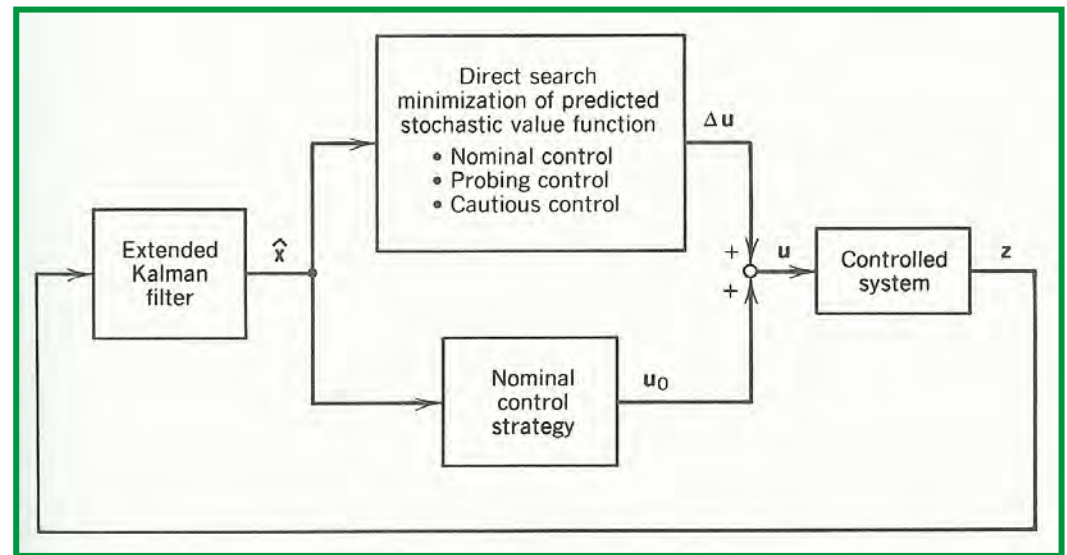 Direct search
minimization of predicted
stochastic value function
• Nominal control
• Probing control
• Cautious control
Δu
Extended
Kalman
filter
x̂
+
+
u
Controlled
system
z
Nominal
control
strategy
u₀